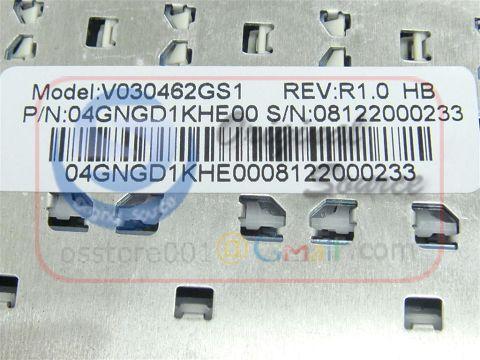 Model:V030462GS1 REV:R1.0 HB
P/N:04GNGD1KHE00 S/N:08122000233
04GNGD1KHE0008122000233
osstore001@Gmail.com